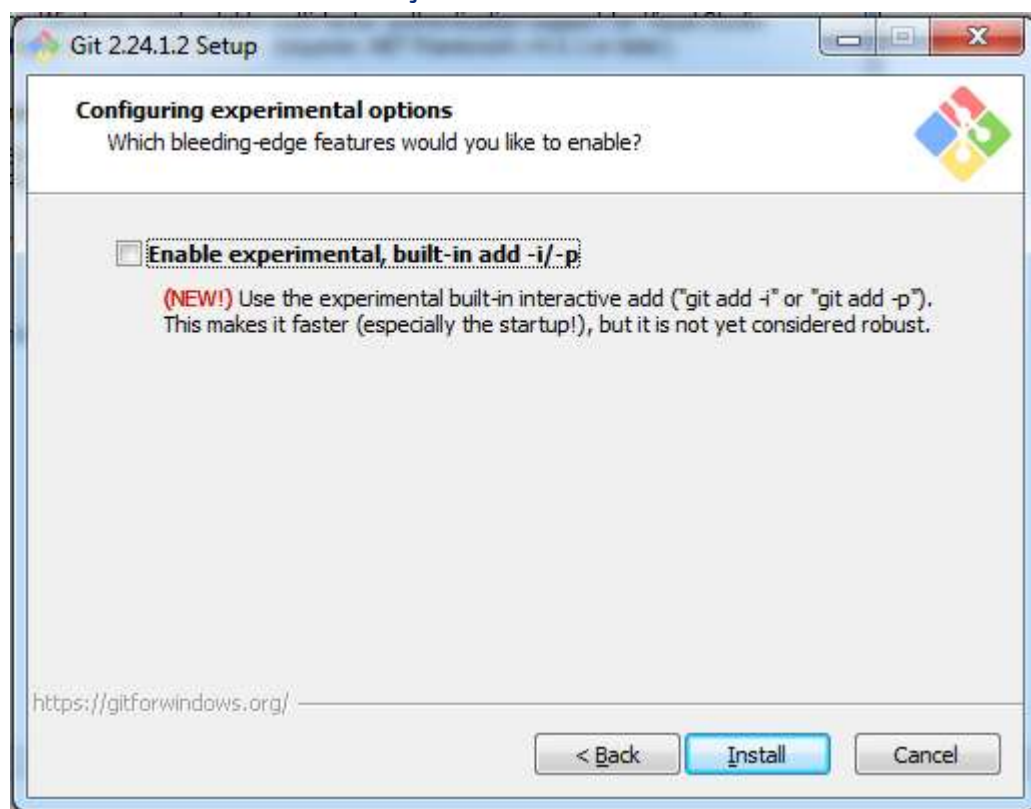 Git 2.24.1.2 Setup
Configuring experimental options
Which bleeding-edge features would you like to enable?
Enable experimental, built-in add -i/-p
(NEW!) Use the experimental built-in interactive add ("git add -i" or "git add -p").
This makes it faster (especially the startup!), but it is not yet considered robust.
https://gitforwindows.org/
< Back Install Cancel